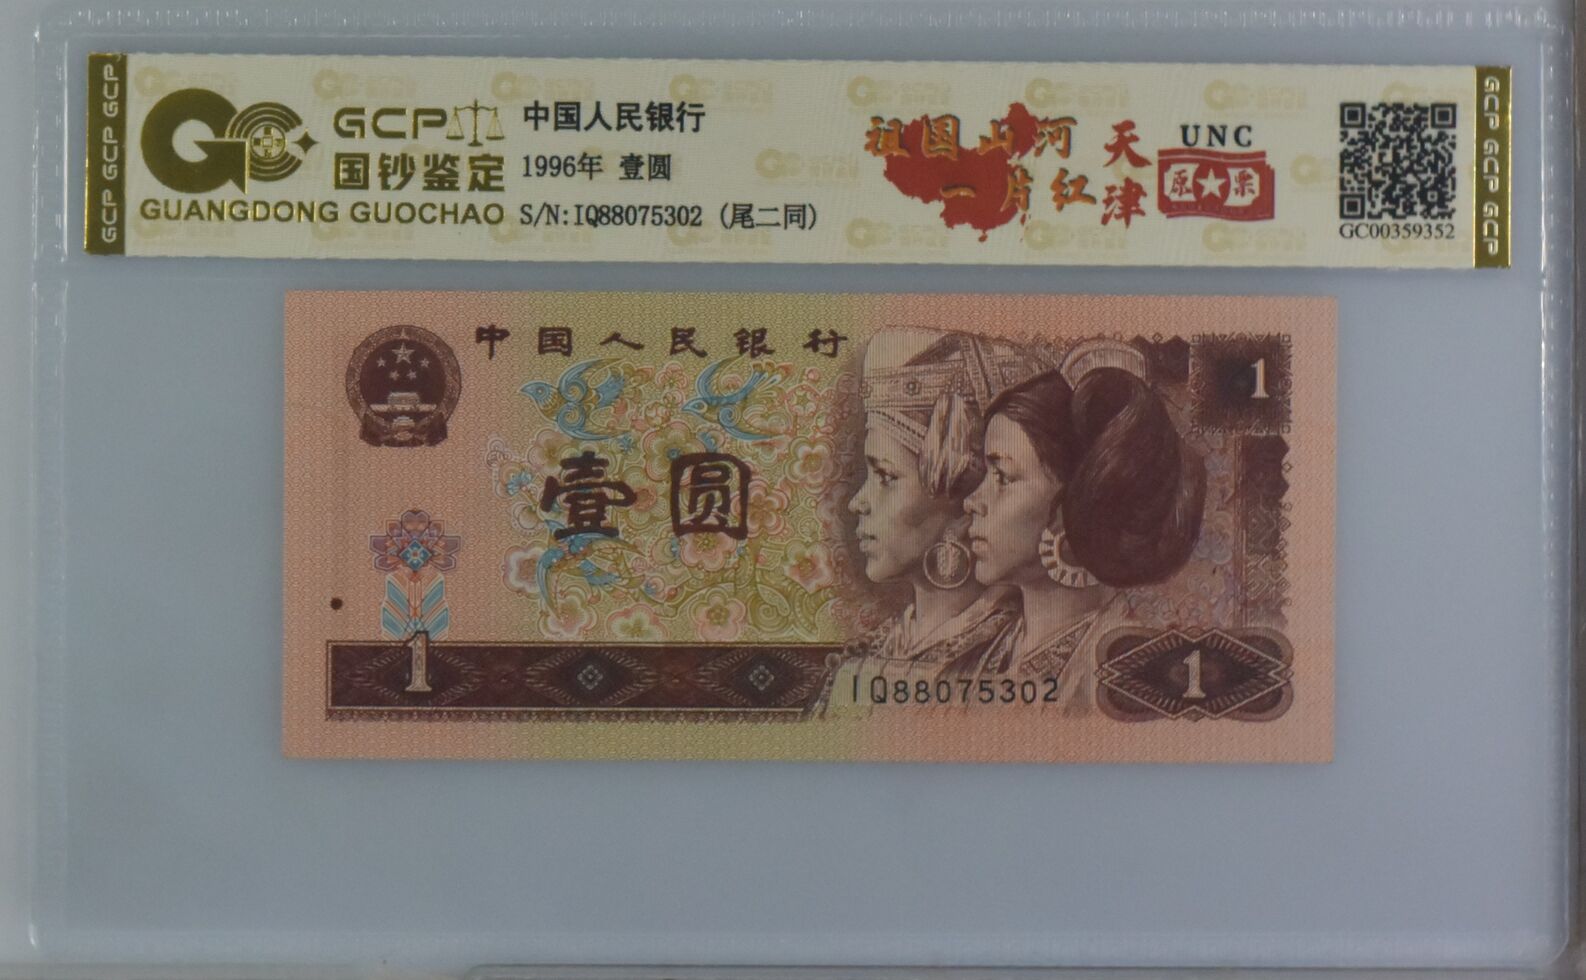 GCP GCP GCP
GCP
国钞鉴定
GUANGDONG GUOCHAO
中国人民银行
1996年 壹圆
S/N:IQ88075302 (尾二同)
祖国山河
一片红
天津
UNC
原票
GC00359352
GCP GCP GCP
中国人民银行
1
壹圆
1
IQ88075302
1